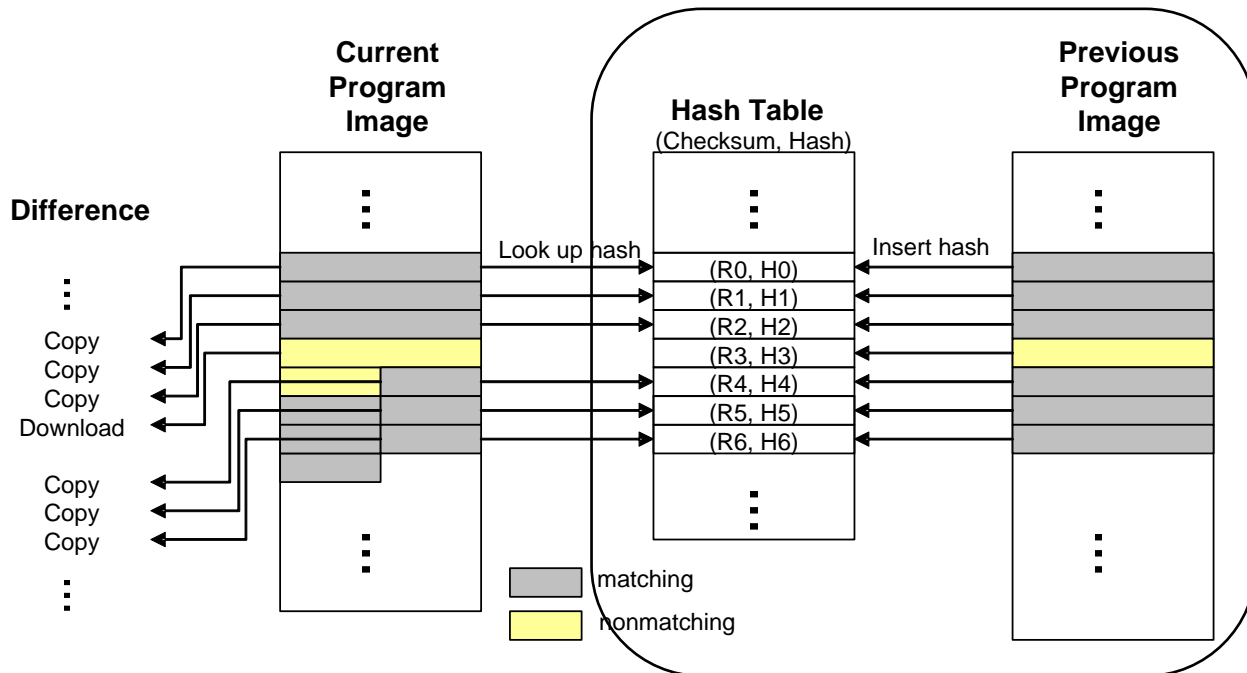 Current
Program
Image
Previous
Program
Image
Hash Table
(Checksum, Hash)
Difference
Look up hash
Insert hash
(R0, H0)
(R1, H1)
(R2, H2)
(R3, H3)
(R4, H4)
(R5, H5)
(R6, H6)
Copy
Copy
Copy
Download
Copy
Copy
Copy
matching
nonmatching